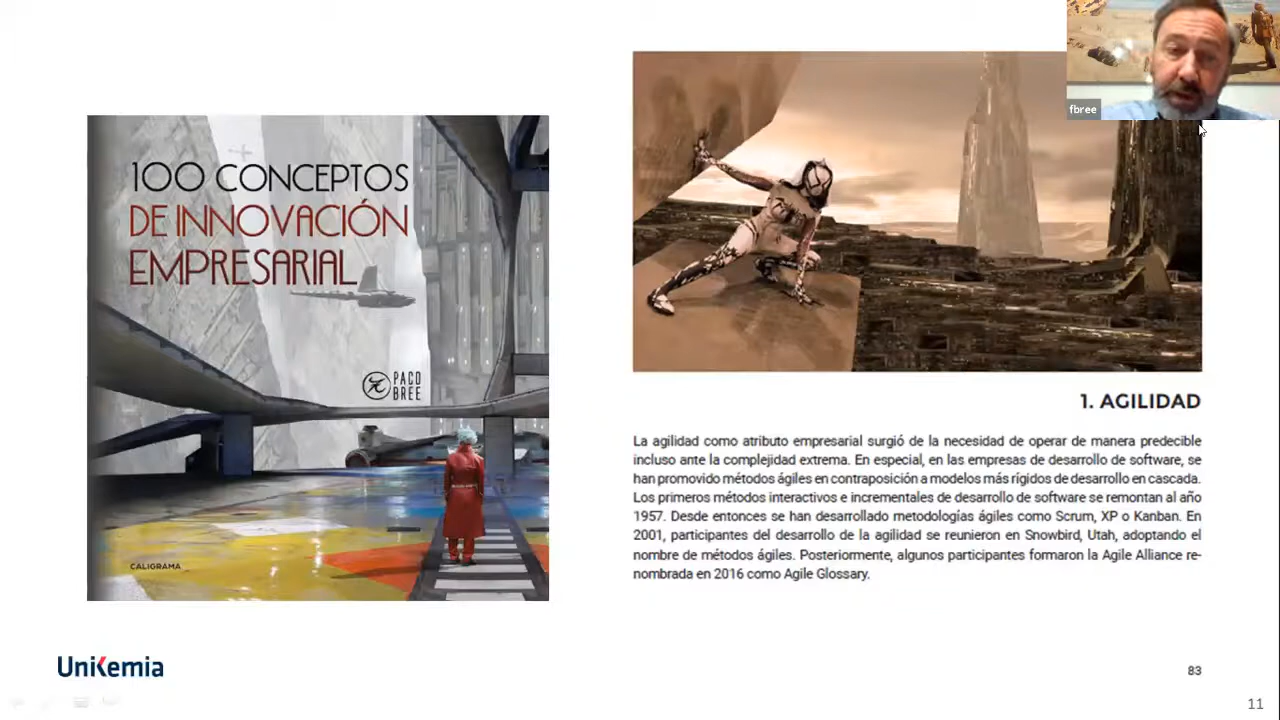 fbree
100 CONCEPTOS
DE INNOVACIÓN
EMPRESARIAL
PACO
BREE
CALIGRAMA
1. AGILIDAD
La agilidad como atributo empresarial surgió de la necesidad de operar de manera predecible
incluso ante la complejidad extrema. En especial, en las empresas de desarrollo de software, se
han promovido métodos ágiles en contraposición a modelos más rígidos de desarrollo en cascada.
Los primeros métodos interactivos e incrementales de desarrollo de software se remontan al año
1957. Desde entonces se han desarrollado metodologías ágiles como Scrum, XP o Kanban. En
2001, participantes del desarrollo de la agilidad se reunieron en Snowbird, Utah, adoptando el
nombre de métodos ágiles. Posteriormente, algunos participantes formaron la Agile Alliance re-
nombrada en 2016 como Agile Glossary.
UniKemia
83
11